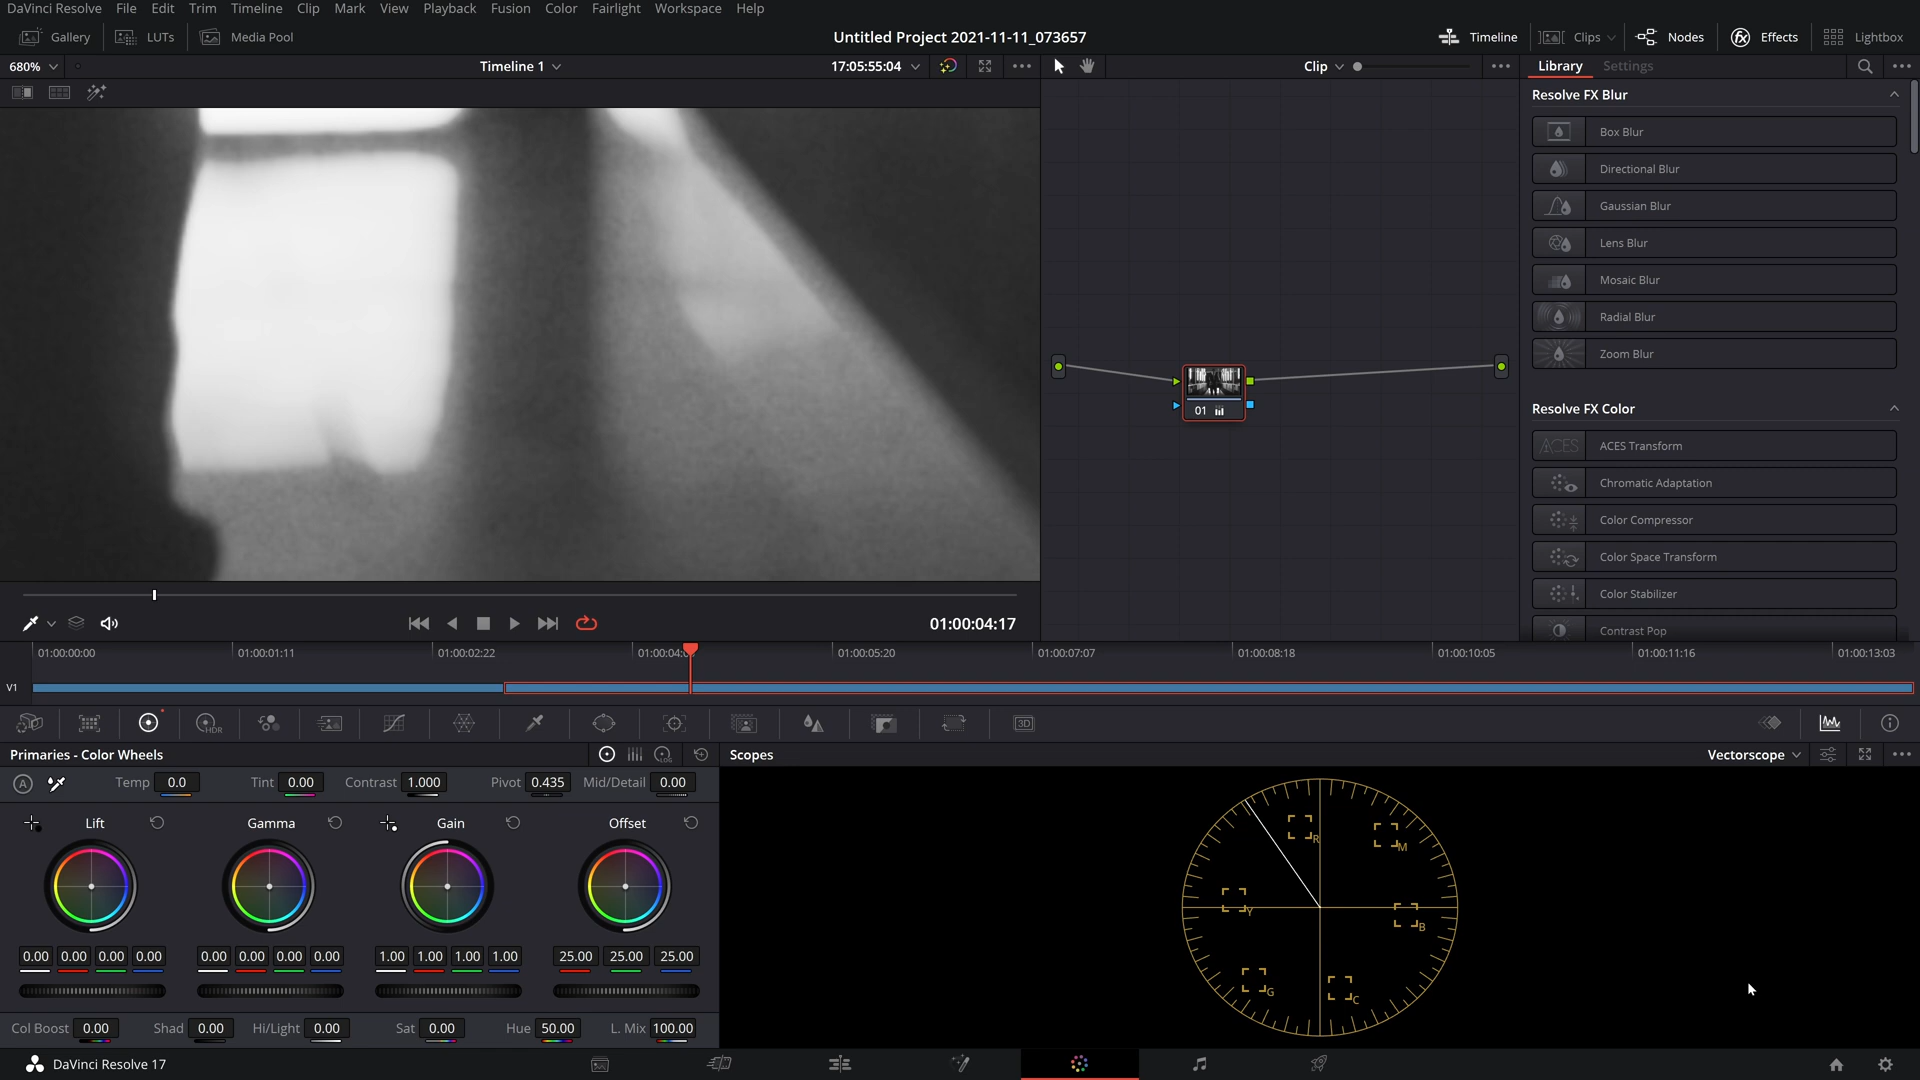 DaVinci Resolve File Edit Trim Timeline Clip Mark View Playback Fusion Color Fairlight Workspace Help
Gallery LUTs Media Pool Untitled Project 2021-11-11_073657 Timeline Clips Nodes Effects Lightbox
680% Timeline 1 17:05:55:04 Clip Library Settings
Resolve FX Blur
Box Blur
Directional Blur
Gaussian Blur
Lens Blur
Mosaic Blur
Radial Blur
Zoom Blur
01
Resolve FX Color
ACES ACES Transform
Chromatic Adaptation
Color Compressor
Color Space Transform
Color Stabilizer
Contrast Pop
01:00:04:17
01:00:00:00 01:00:01:11 01:00:02:22 01:00:04: 01:00:05:20 01:00:07:07 01:00:08:18 01:00:10:05 01:00:11:16 01:00:13:03
V1
HDR 3D
Primaries - Color Wheels LOG Scopes Vectorscope
A Temp 0.0 Tint 0.00 Contrast 1.000 Pivot 0.435 Mid/Detail 0.00
Lift Gamma Gain Offset
R M
Y B
G C
0.00 0.00 0.00 0.00 0.00 0.00 0.00 0.00 1.00 1.00 1.00 1.00 25.00 25.00 25.00
Col Boost 0.00 Shad 0.00 Hi/Light 0.00 Sat 0.00 Hue 50.00 L. Mix 100.00
DaVinci Resolve 17